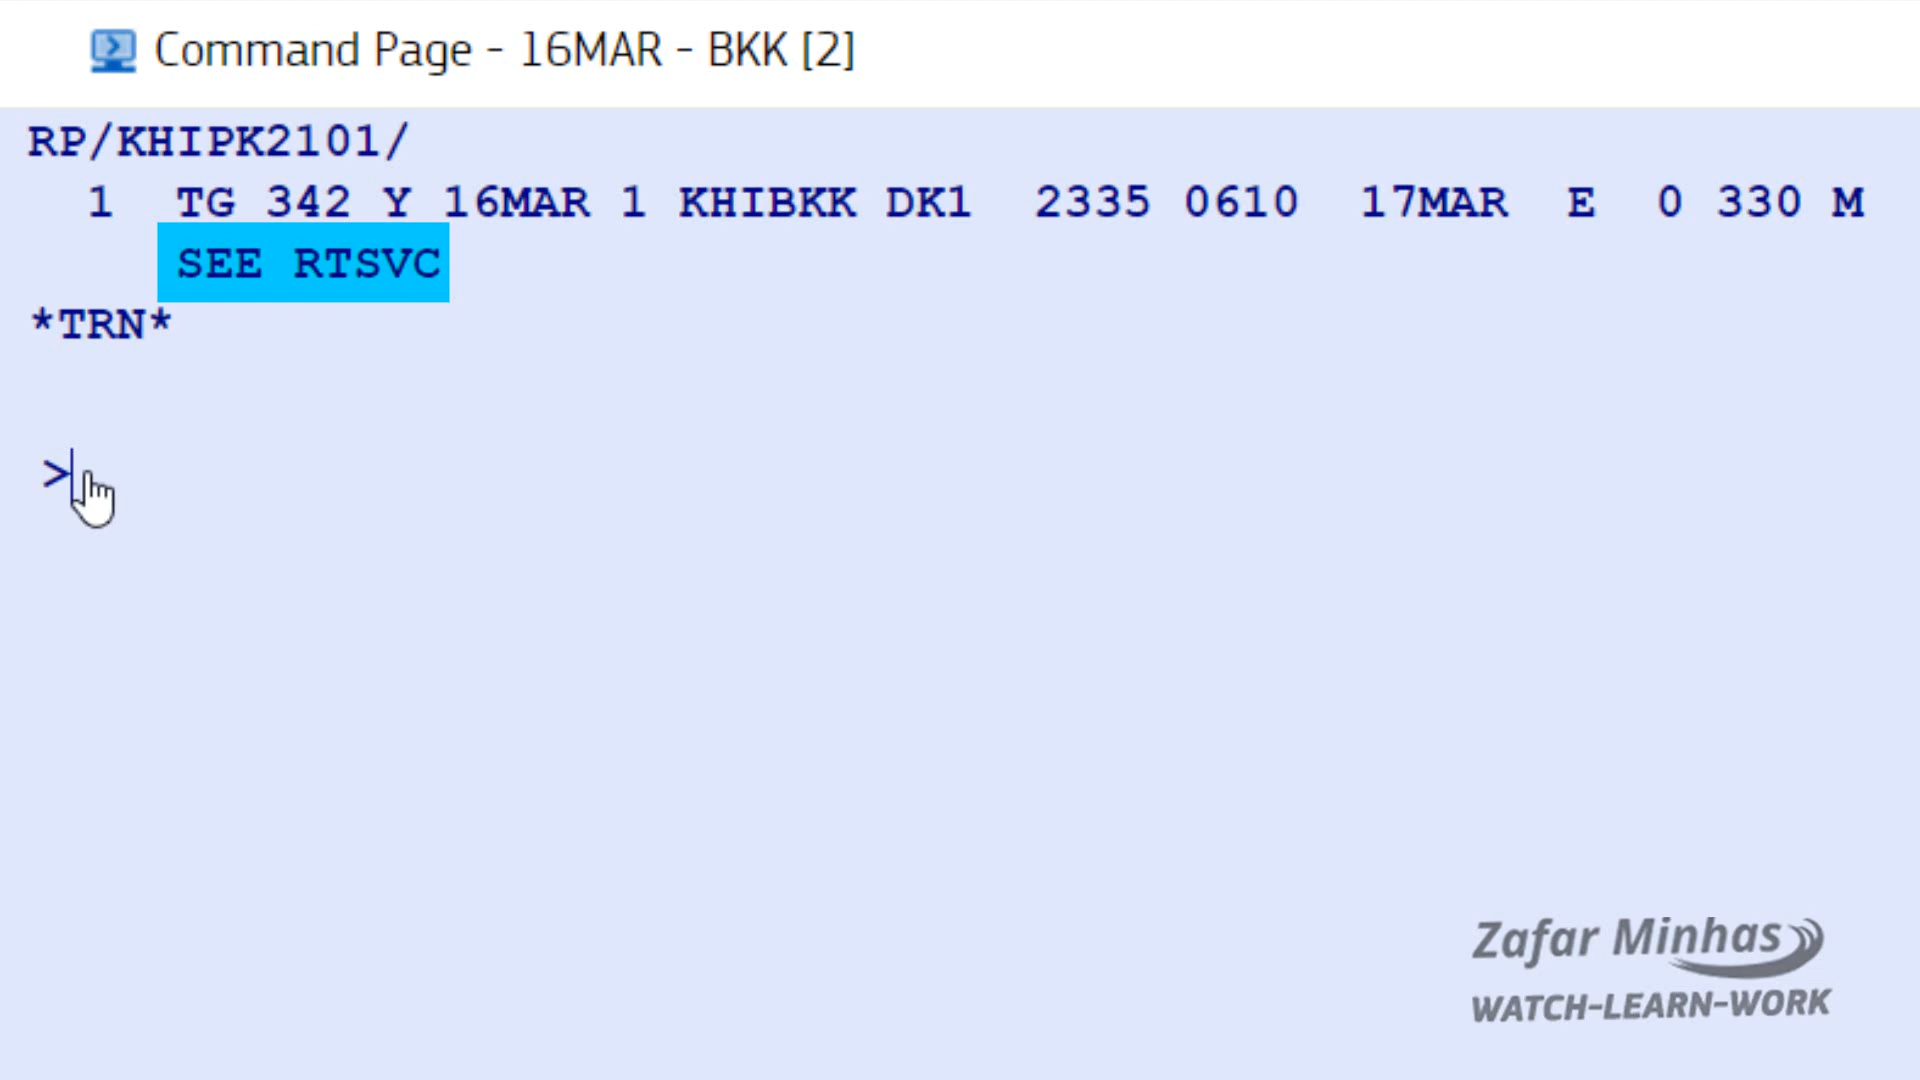 Command Page - 16MAR - BKK [2]
RP/KHIPK2101/
1 TG 342 Y 16MAR 1 KHIBKK DK1 2335 0610 17MAR E 0 330 M
SEE RTSVC
*TRN*
>
Zafar Minhas
WATCH-LEARN-WORK